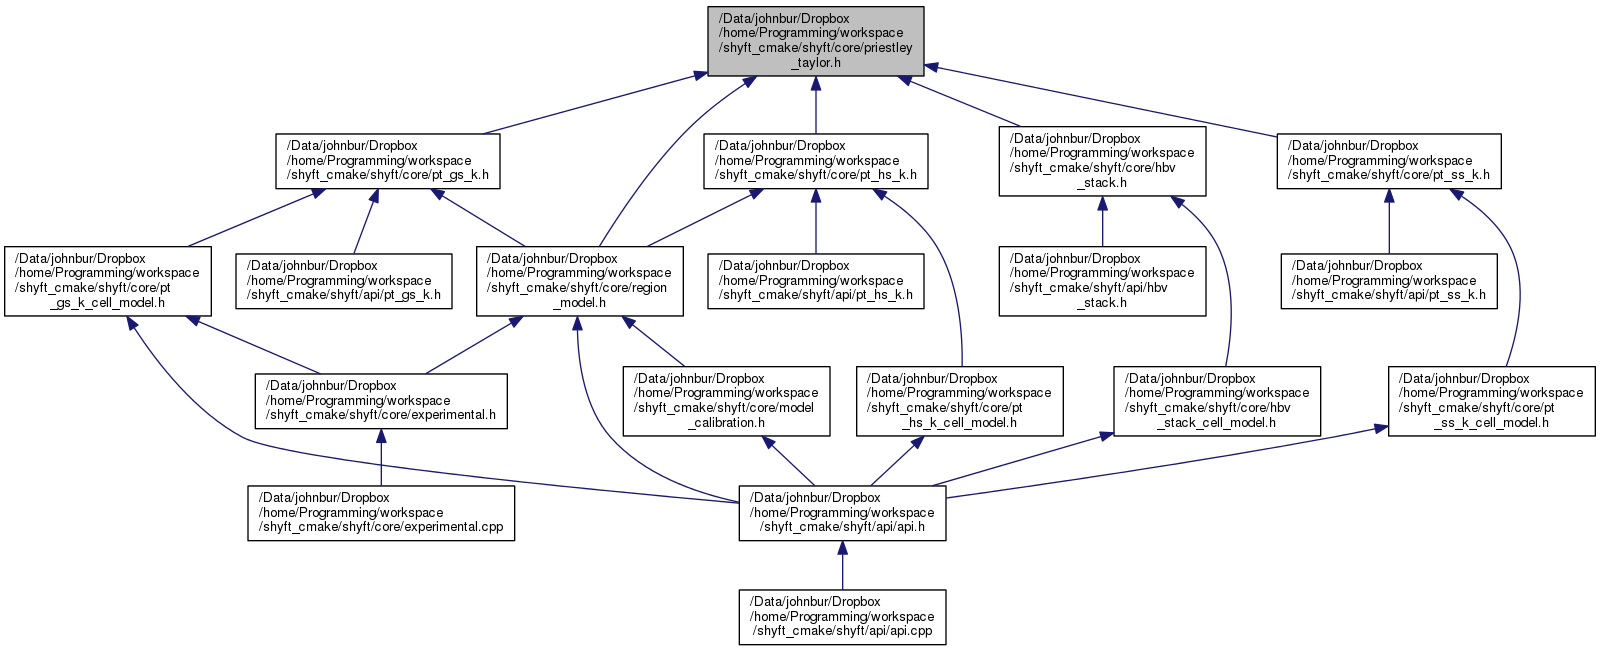 /Data/johnbur/Dropbox
/home/Programming/workspace
/shyft_cmake/shyft/core/priestley
_taylor.h
/Data/johnbur/Dropbox
/home/Programming/workspace
/shyft_cmake/shyft/core/pt_gs_k.h
/Data/johnbur/Dropbox
/home/Programming/workspace
/shyft_cmake/shyft/core/pt_hs_k.h
/Data/johnbur/Dropbox
/home/Programming/workspace
/shyft_cmake/shyft/core/hbv
_stack.h
/Data/johnbur/Dropbox
/home/Programming/workspace
/shyft_cmake/shyft/core/pt_ss_k.h
/Data/johnbur/Dropbox
/home/Programming/workspace
/shyft_cmake/shyft/core/pt
_gs_k_cell_model.h
/Data/johnbur/Dropbox
/home/Programming/workspace
/shyft_cmake/shyft/api/pt_gs_k.h
/Data/johnbur/Dropbox
/home/Programming/workspace
/shyft_cmake/shyft/core/region
_model.h
/Data/johnbur/Dropbox
/home/Programming/workspace
/shyft_cmake/shyft/api/pt_hs_k.h
/Data/johnbur/Dropbox
/home/Programming/workspace
/shyft_cmake/shyft/api/hbv
_stack.h
/Data/johnbur/Dropbox
/home/Programming/workspace
/shyft_cmake/shyft/api/pt_ss_k.h
/Data/johnbur/Dropbox
/home/Programming/workspace
/shyft_cmake/shyft/core/experimental.h
/Data/johnbur/Dropbox
/home/Programming/workspace
/shyft_cmake/shyft/core/model
_calibration.h
/Data/johnbur/Dropbox
/home/Programming/workspace
/shyft_cmake/shyft/core/pt
_hs_k_cell_model.h
/Data/johnbur/Dropbox
/home/Programming/workspace
/shyft_cmake/shyft/core/hbv
_stack_cell_model.h
/Data/johnbur/Dropbox
/home/Programming/workspace
/shyft_cmake/shyft/core/pt
_ss_k_cell_model.h
/Data/johnbur/Dropbox
/home/Programming/workspace
/shyft_cmake/shyft/core/experimental.cpp
/Data/johnbur/Dropbox
/home/Programming/workspace
/shyft_cmake/shyft/api/api.h
/Data/johnbur/Dropbox
/home/Programming/workspace
/shyft_cmake/shyft/api/api.cpp